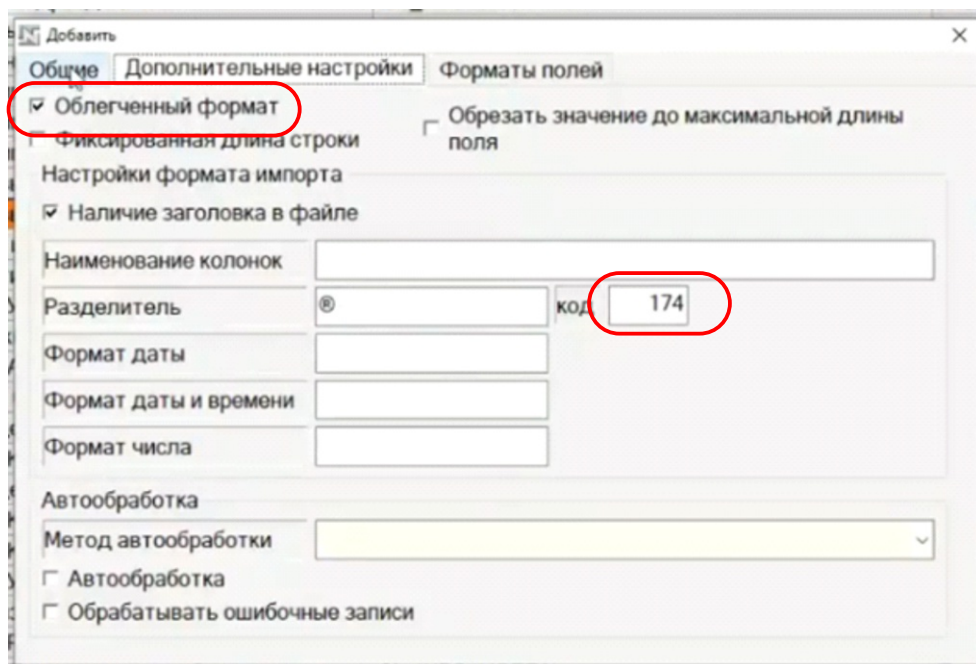 Добавить
Общие Дополнительные настройки Форматы полей
Облегченный формат
Обрезать значение до максимальной длины
поля
Фиксированная длина строки
Настройки формата импорта
Наличие заголовка в файле
Наименование колонок
Разделитель ® код 174
Формат даты
Формат даты и времени
Формат числа
Автообработка
Метод автообработки
Автообработка
Обрабатывать ошибочные записи